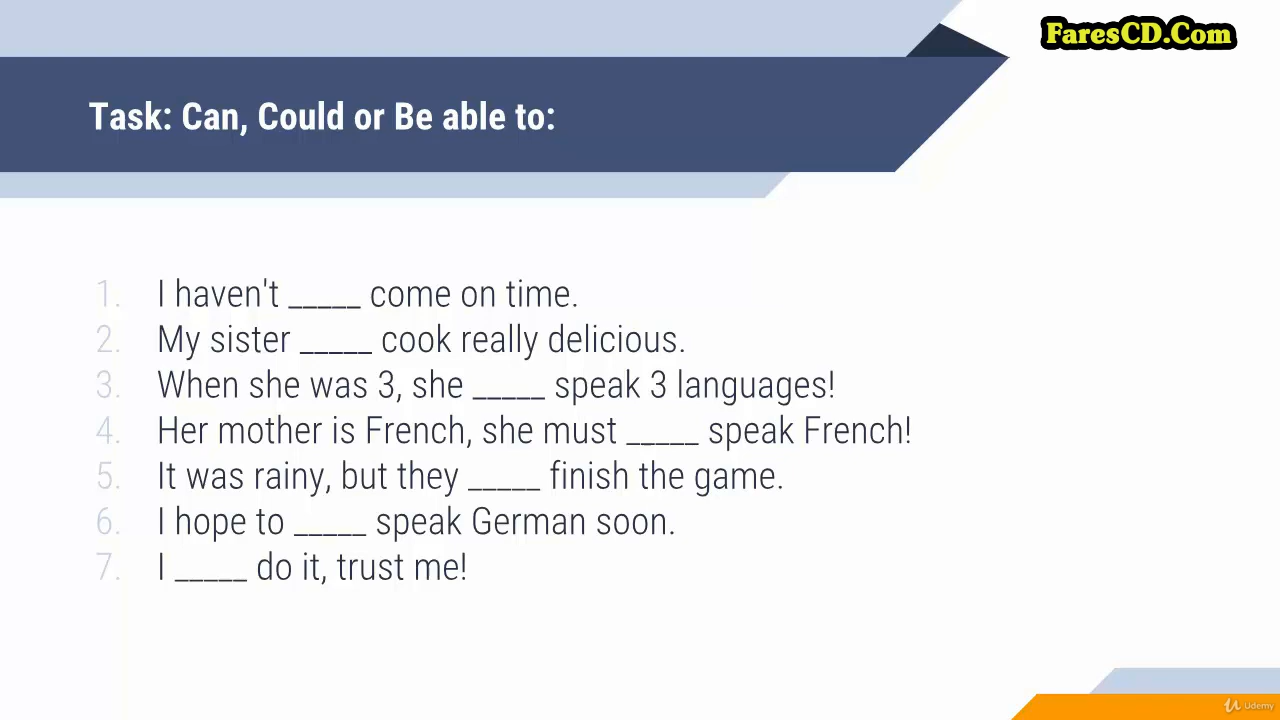 FaresCD.Com
Task: Can, Could or Be able to:
1. I haven't _____ come on time.
2. My sister _____ cook really delicious.
3. When she was 3, she _____ speak 3 languages!
4. Her mother is French, she must _____ speak French!
5. It was rainy, but they _____ finish the game.
6. I hope to _____ speak German soon.
7. I _____ do it, trust me!
Udemy